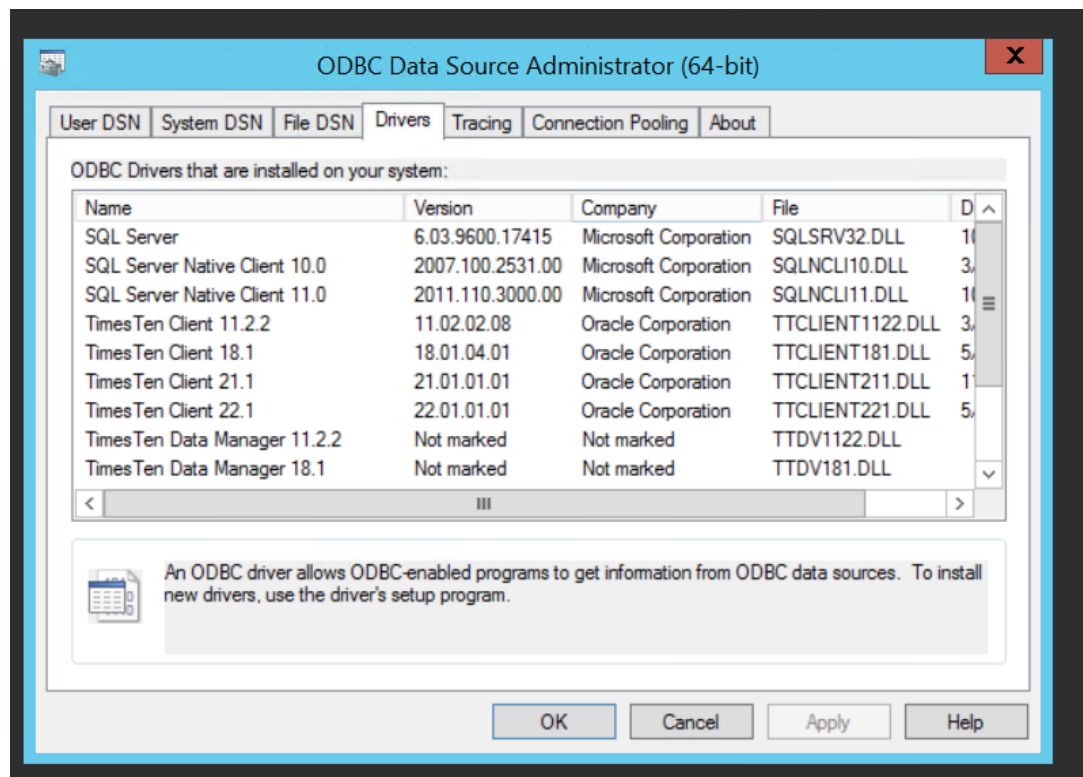 ODBC Data Source Administrator (64-bit)
X
User DSN System DSN File DSN Drivers Tracing Connection Pooling About
ODBC Drivers that are installed on your system:
Name Version Company File D
SQL Server 6.03.9600.17415 Microsoft Corporation SQLSRV32.DLL 10
SQL Server Native Client 10.0 2007.100.2531.00 Microsoft Corporation SQLNCLI10.DLL 3/
SQL Server Native Client 11.0 2011.110.3000.00 Microsoft Corporation SQLNCLI11.DLL 10
TimesTen Client 11.2.2 11.02.02.08 Oracle Corporation TTCLIENT1122.DLL 3/
TimesTen Client 18.1 18.01.04.01 Oracle Corporation TTCLIENT181.DLL 5/
TimesTen Client 21.1 21.01.01.01 Oracle Corporation TTCLIENT211.DLL 1
TimesTen Client 22.1 22.01.01.01 Oracle Corporation TTCLIENT221.DLL 5/
TimesTen Data Manager 11.2.2 Not marked Not marked TTDV1122.DLL
TimesTen Data Manager 18.1 Not marked Not marked TTDV181.DLL
An ODBC driver allows ODBC-enabled programs to get information from ODBC data sources. To install
new drivers, use the driver's setup program.
OK Cancel Apply Help